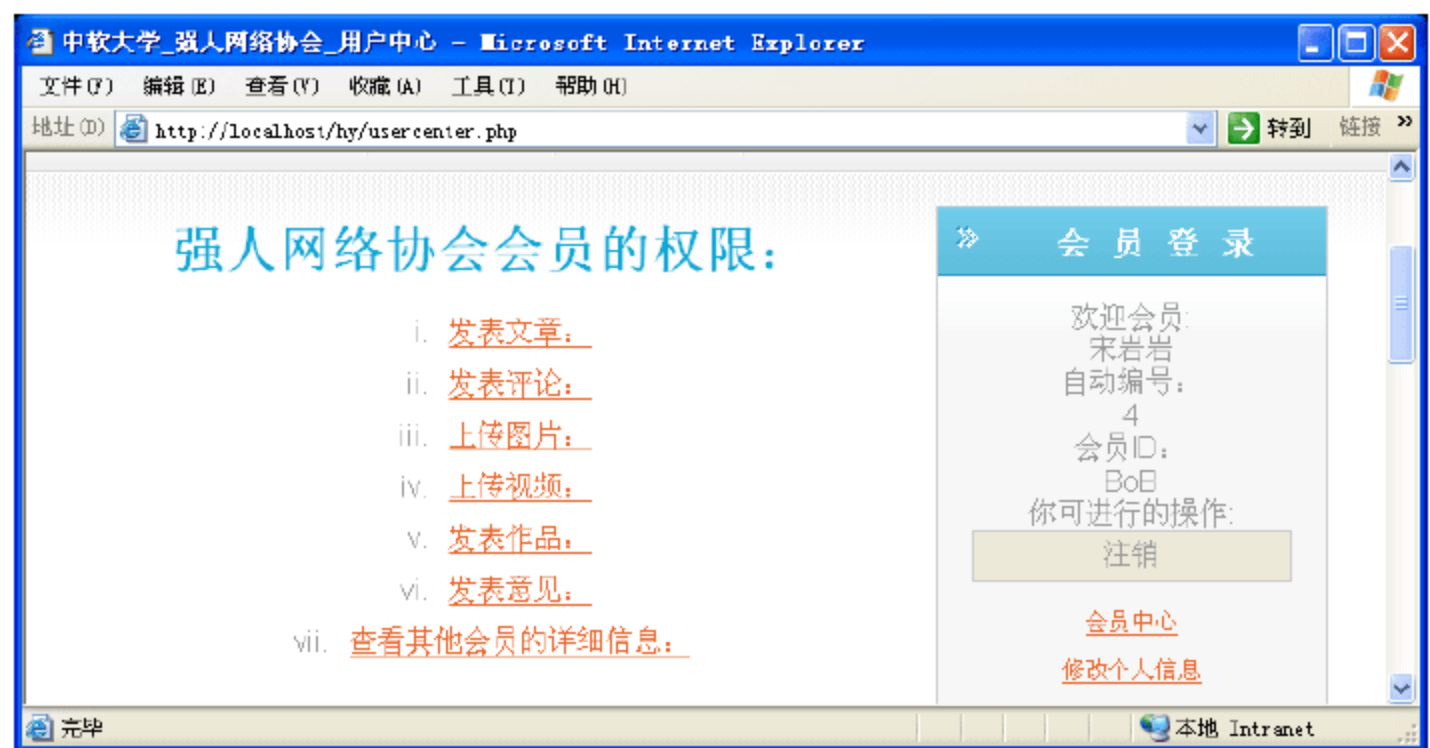 中软大学_强人网络协会_用户中心 - Microsoft Internet Explorer
文件(F) 编辑(E) 查看(V) 收藏(A) 工具(T) 帮助(H)
地址(D) http://localhost/hy/usercenter.php 转到 链接 »
强人网络协会会员的权限：
i. 发表文章：
ii. 发表评论：
iii. 上传图片：
iv. 上传视频：
v. 发表作品：
vi. 发表意见：
vii. 查看其他会员的详细信息：
» 会员登录
欢迎会员:
宋岩岩
自动编号：
4
会员ID：
BoB
你可进行的操作:
注销
会员中心
修改个人信息
完毕
本地 Intranet